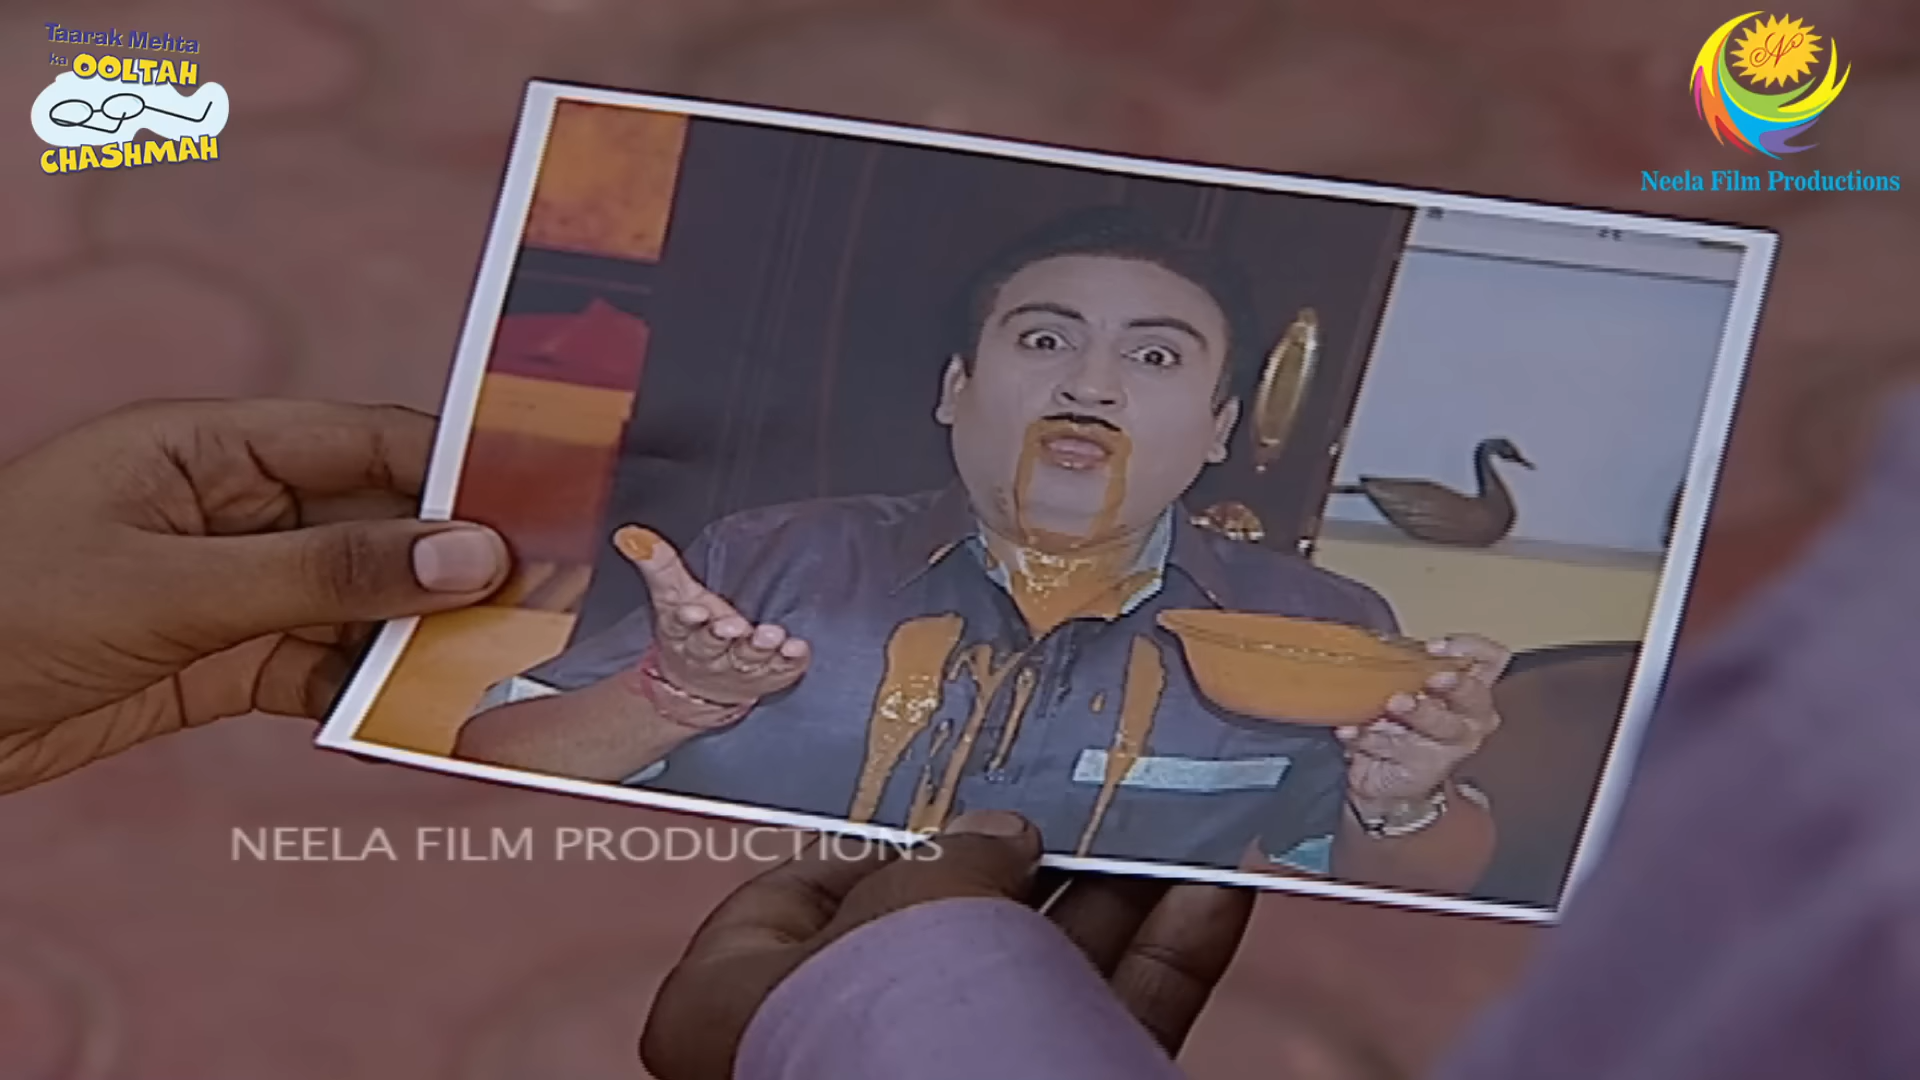 Taarak Mehta
ka OOLTAH
CHASHMAH
Neela Film Productions
NEELA FILM PRODUCTIONS